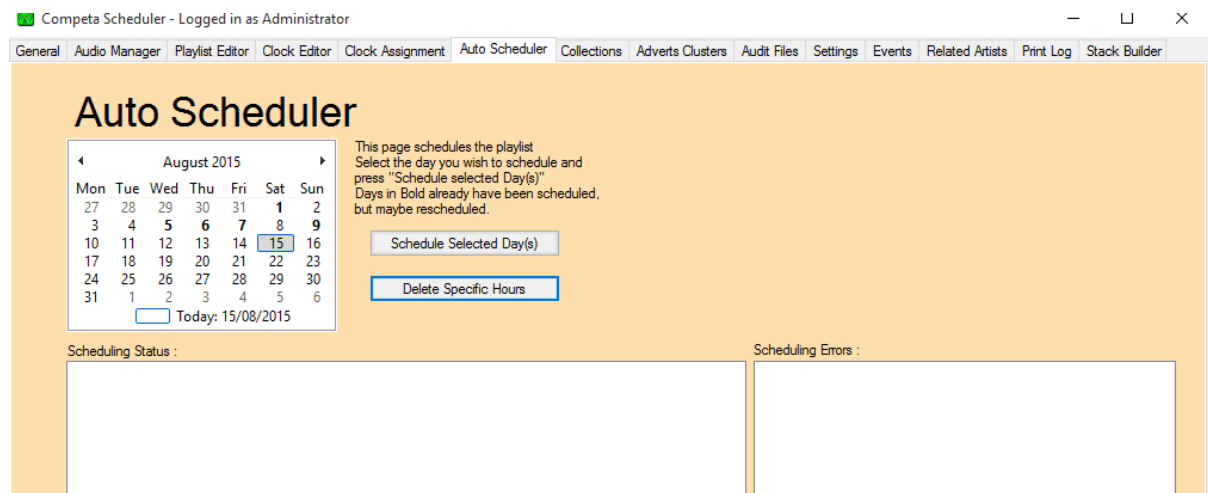 Competa Scheduler - Logged in as Administrator
General Audio Manager Playlist Editor Clock Editor Clock Assignment Auto Scheduler Collections Adverts Clusters Audit Files Settings Events Related Artists Print Log Stack Builder
Auto Scheduler
August 2015
Mon Tue Wed Thu Fri Sat Sun
27 28 29 30 31 1 2
3 4 5 6 7 8 9
10 11 12 13 14 15 16
17 18 19 20 21 22 23
24 25 26 27 28 29 30
31 1 2 3 4 5 6
Today: 15/08/2015
This page schedules the playlist
Select the day you wish to schedule and
press "Schedule selected Day(s)"
Days in Bold already have been scheduled,
but maybe rescheduled.
Schedule Selected Day(s)
Delete Specific Hours
Scheduling Status :
Scheduling Errors :